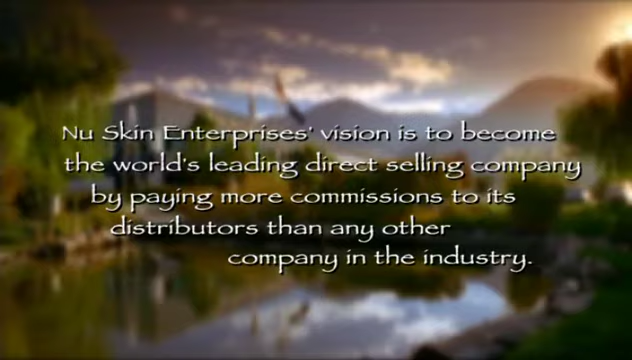 Nu Skin Enterprises' vision is to become
the world's leading direct selling company
by paying more commissions to its
distributors than any other
company in the industry.